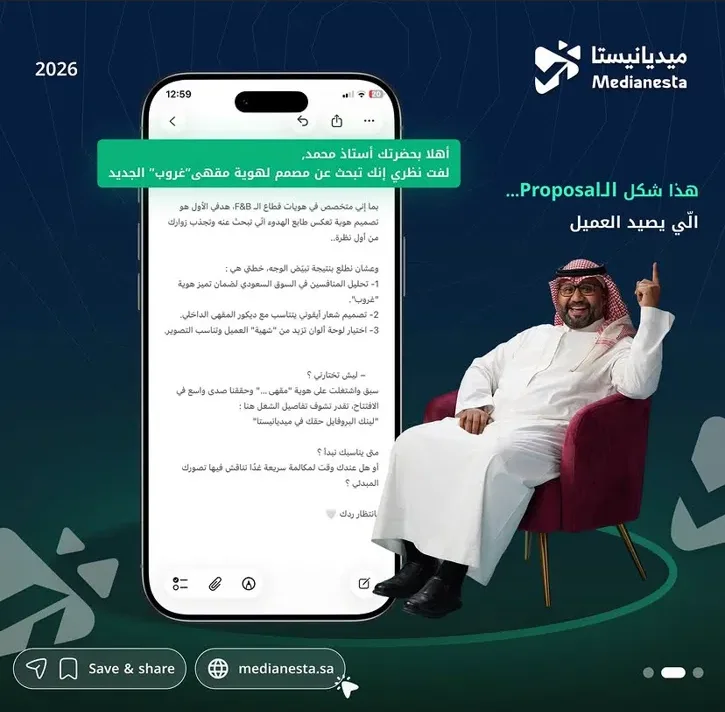 2026
ميديانيستا
Medianesta
هذا شكل الـProposal...
الّي يصيد العميل
12:59
20
أهلا بحضرتك أستاذ محمد,
لفت نظري إنك تبحث عن مصمم لهوية مقهى"غروب" الجديد
بما إني متخصص في هويات قطاع الـ F&B، هدفي الأول هو
تصميم هوية تعكس طابع الهدوء الّي تبحث عنه وتجذب زوارك
من أول نظرة..
وعشان نطلع بنتيجة تبيّض الوجه، خطتي هي :
1- تحليل المنافسين في السوق السعودي لضمان تميز هوية
"غروب".
2- تصميم شعار أيقوني يتناسب مع ديكور المقهى الداخلي.
3- اختيار لوحة ألوان تزيد من "شهية" العميل وتناسب التصوير.
– ليش تختارني ؟
سبق واشتغلت على هوية "مقهى ..." وحققنا صدى واسع في
الافتتاح، تقدر تشوف تفاصيل الشغل هنا :
"لينك البروفايل حقك في ميديانيستا"
متى يناسبك نبدأ ؟
أو هل عندك وقت لمكالمة سريعة غدًا نناقش فيها تصورك
المبدئي ؟
بانتظار ردك 🤍
Save & share
medianesta.sa